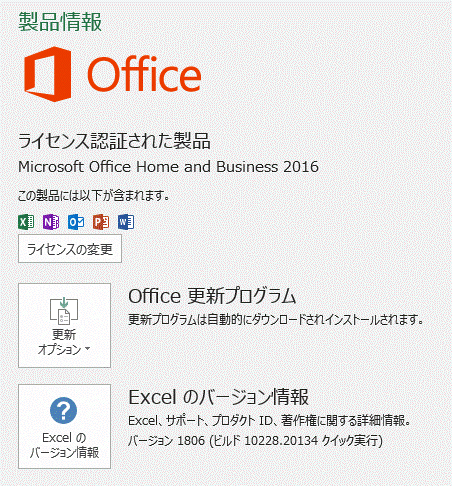 製品情報
Office
ライセンス認証された製品
Microsoft Office Home and Business 2016
この製品には以下が含まれます。
ライセンスの変更
更新
オプション
Office 更新プログラム
更新プログラムは自動的にダウンロードされインストールされます。
Excel の
バージョン情報
Excel のバージョン情報
Excel、サポート、プロダクト ID、著作権に関する詳細情報。
バージョン 1806 (ビルド 10228.20134 クイック実行)